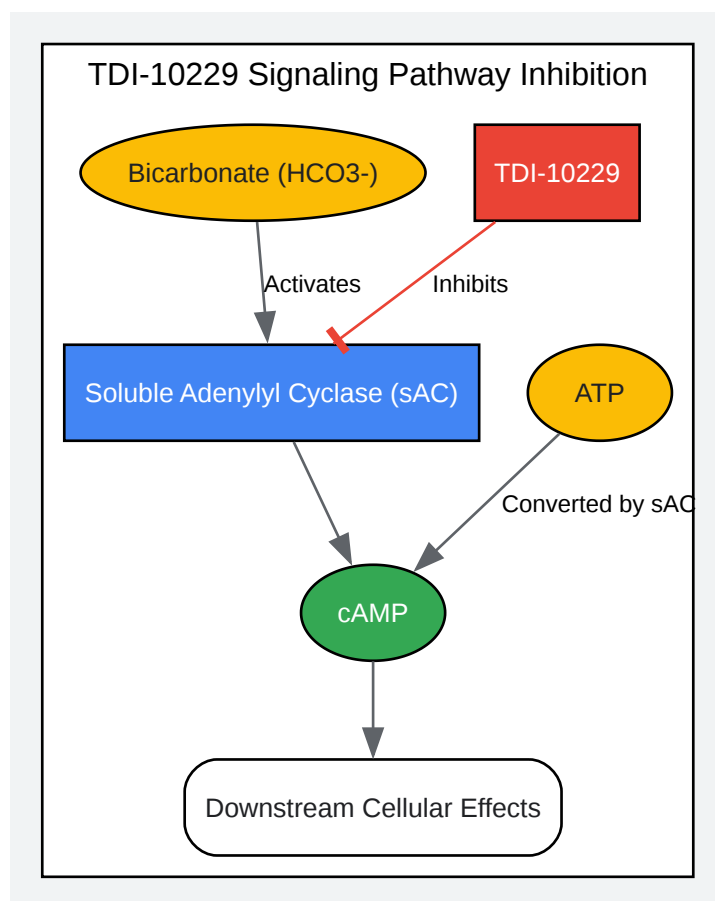 TDI-10229 Signaling Pathway Inhibition
Bicarbonate (HCO3-)
TDI-10229
Activates
Inhibits
Soluble Adenylyl Cyclase (sAC)
ATP
Converted by sAC
cAMP
Downstream Cellular Effects